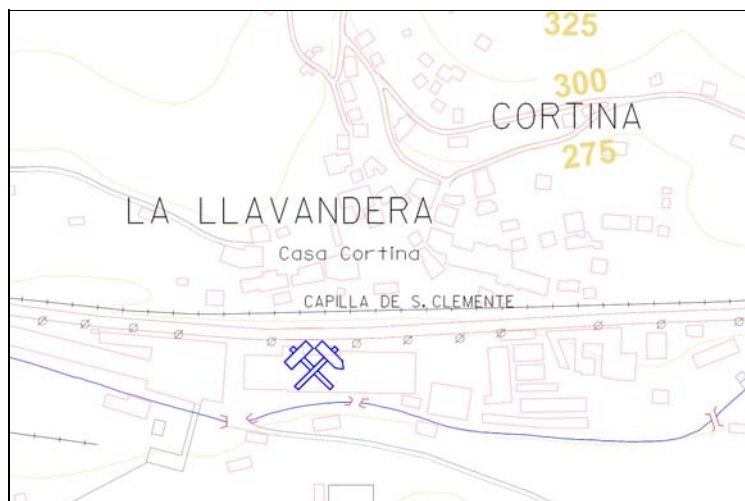 325
300
CORTINA
275
LA LLAVANDERA
Casa Cortina
CAPILLA DE S. CLEMENTE